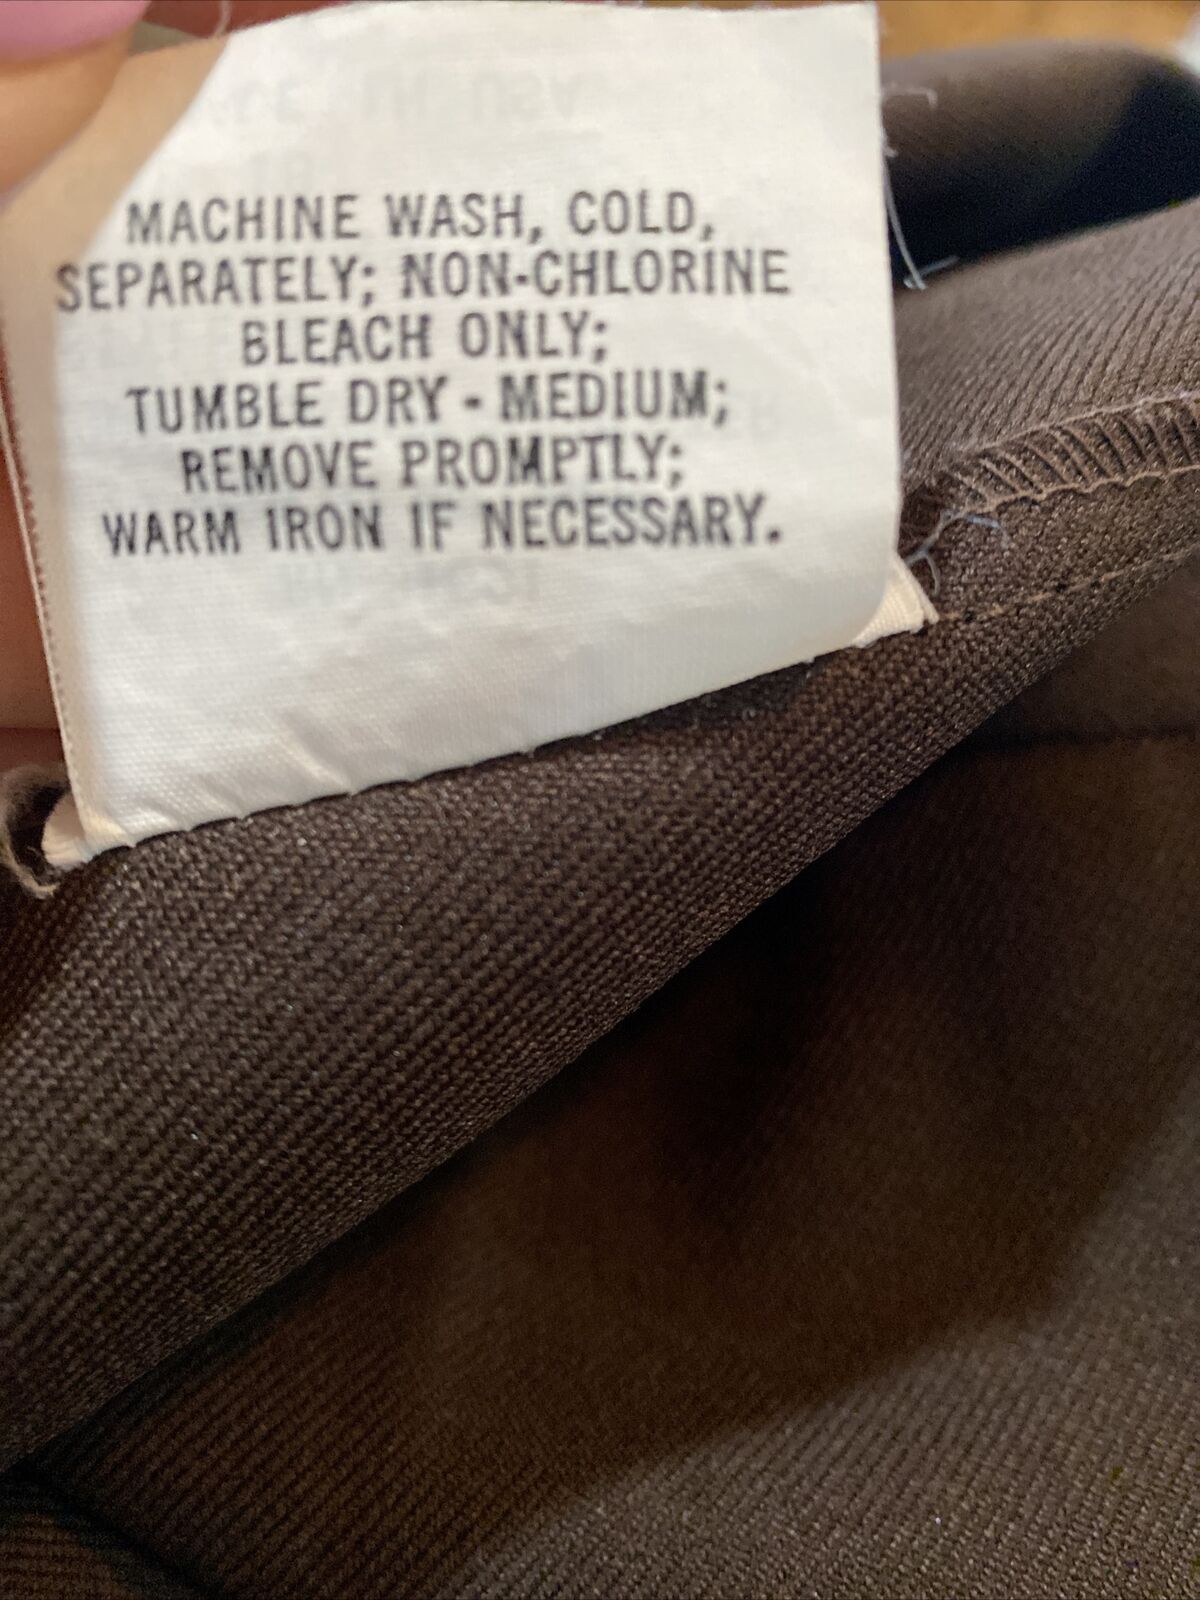 MACHINE WASH, COLD,
SEPARATELY; NON-CHLORINE
BLEACH ONLY;
TUMBLE DRY - MEDIUM;
REMOVE PROMPTLY;
WARM IRON IF NECESSARY.